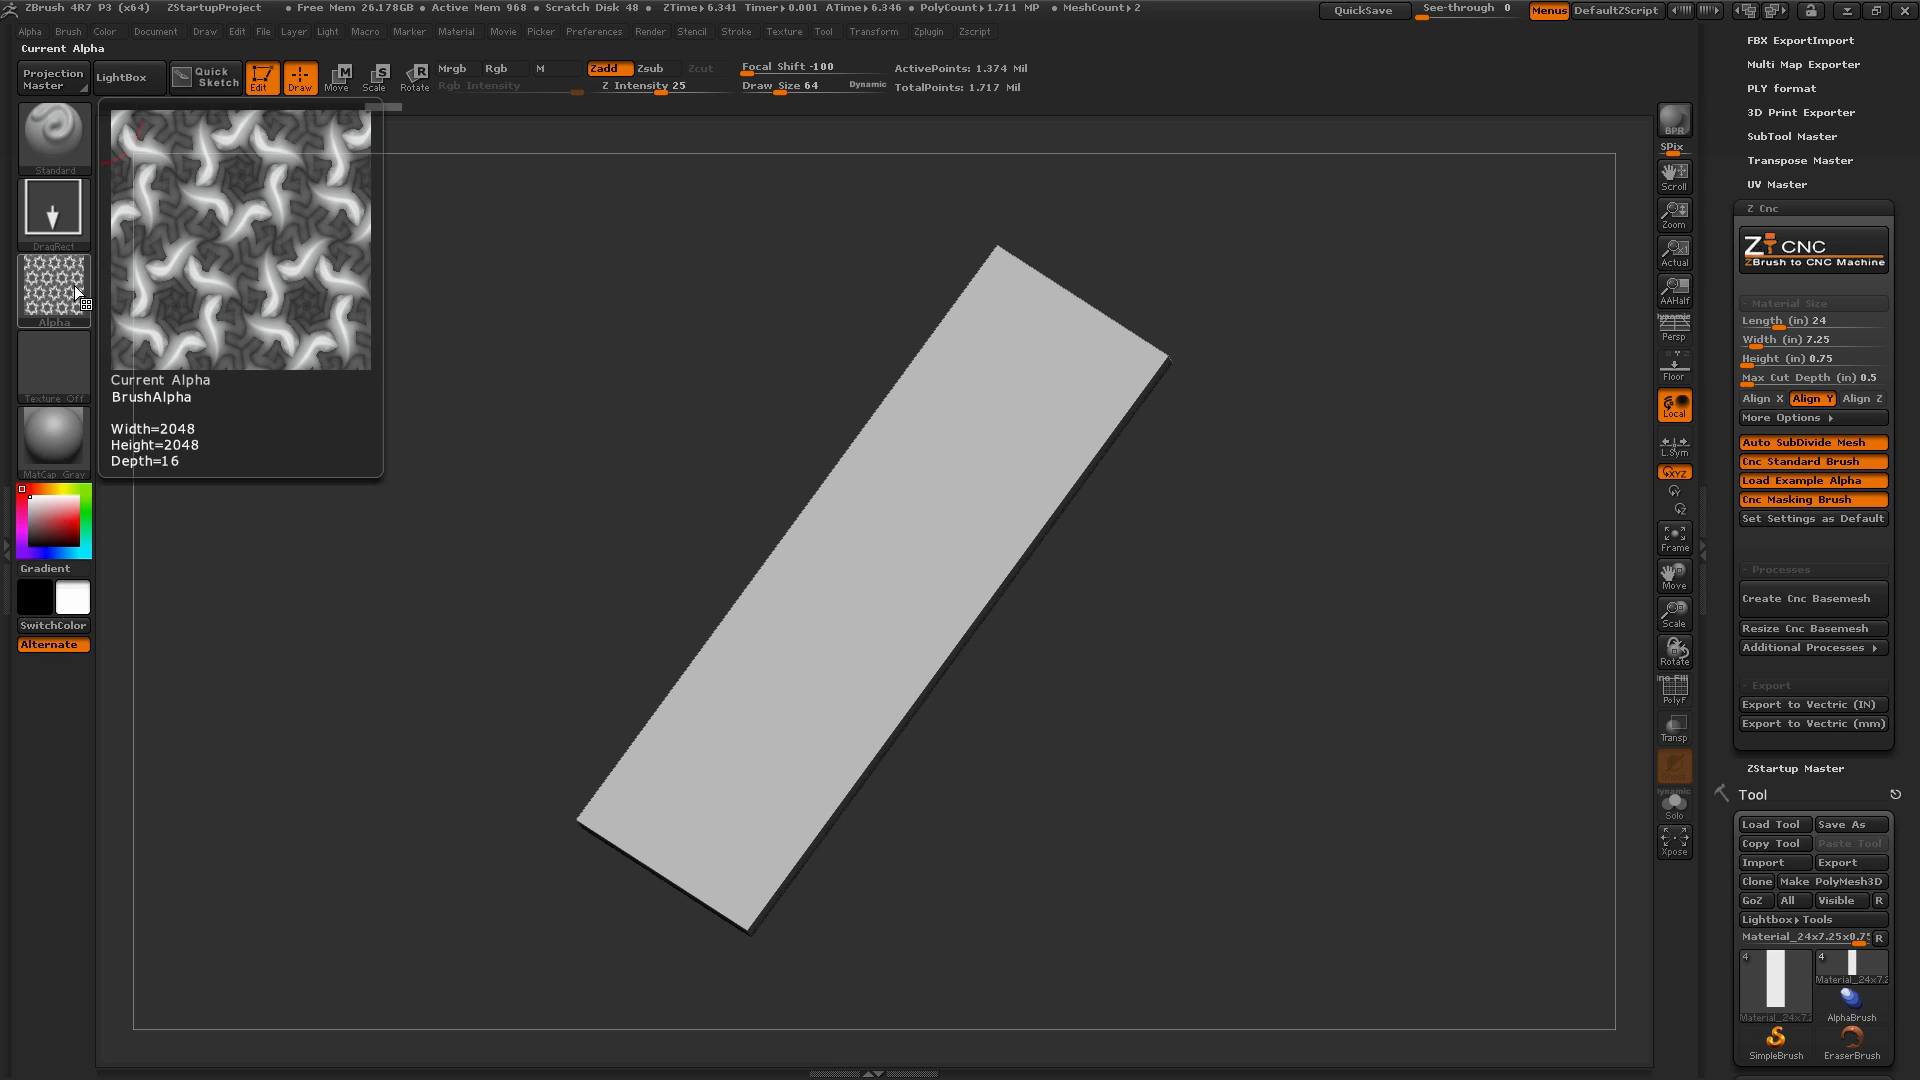 ZBrush 4R7 P3 (x64) ZStartupProject • Free Mem 26.178GB • Active Mem 968 • Scratch Disk 48 • ZTime▸6.341 Timer▸0.001 ATime▸6.346 • PolyCount▸1.711 MP • MeshCount▸2 QuickSave See-through 0 Menus DefaultZScript
Alpha Brush Color Document Draw Edit File Layer Light Macro Marker Material Movie Picker Preferences Render Stencil Stroke Texture Tool Transform Zplugin Zscript
Current Alpha
Projection Master
LightBox
Quick Sketch
Edit
Draw
Move
Scale
Rotate
Mrgb Rgb M
Rgb Intensity
Zadd Zsub Zcut
Z Intensity 25
Focal Shift -100
Draw Size 64 Dynamic
ActivePoints: 1.374 Mil
TotalPoints: 1.717 Mil
Standard
DragRect
Alpha
Texture Off
MatCap Gray
Gradient
SwitchColor
Alternate
Current Alpha
BrushAlpha
Width=2048
Height=2048
Depth=16
BPR
SPix
Scroll
Zoom
Actual
AAHalf
Dynamic
Persp
Floor
Local
L.Sym
XYZ
Frame
Move
Scale
Rotate
PolyF
Transp
Dynamic
Solo
Xpose
FBX ExportImport
Multi Map Exporter
PLY format
3D Print Exporter
SubTool Master
Transpose Master
UV Master
Z Cnc
Z CNC
ZBrush to CNC Machine
Material Size
Length (in) 24
Width (in) 7.25
Height (in) 0.75
Max Cut Depth (in) 0.5
Align X Align Y Align Z
More Options
Auto SubDivide Mesh
Cnc Standard Brush
Load Example Alpha
Cnc Masking Brush
Set Settings as Default
Processes
Create Cnc Basemesh
Resize Cnc Basemesh
Additional Processes
Export
Export to Vectric (IN)
Export to Vectric (mm)
ZStartup Master
Tool
Load Tool Save As
Copy Tool Paste Tool
Import Export
Clone Make PolyMesh3D
GoZ All Visible R
Lightbox▸Tools
Material_24x7.25x0.75 R
4 4
Material_24x7.2
Material_24x7.2 AlphaBrush
SimpleBrush EraserBrush